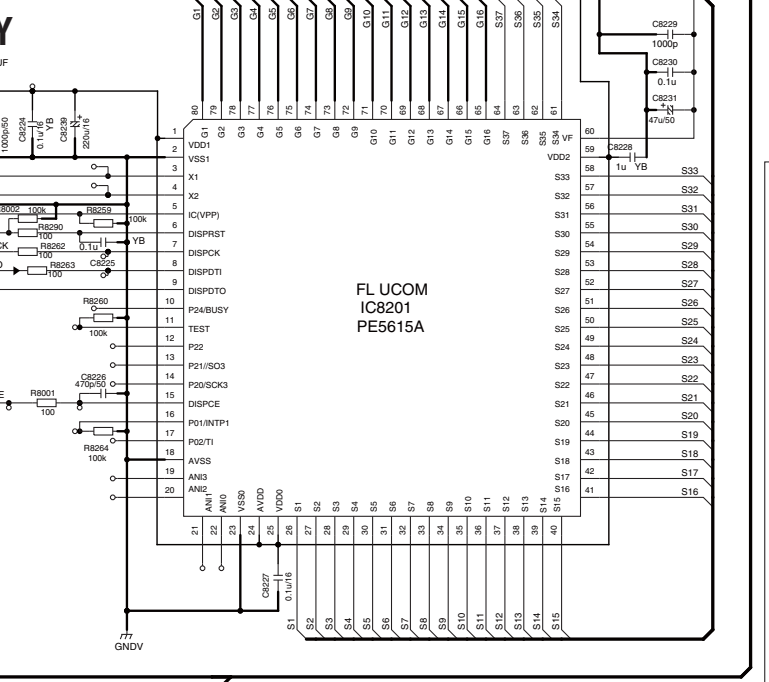 Y
UF
G1 G2 G3 G4 G5 G6 G7 G8 G9 G10 G11 G12 G13 G14 G15 G16 S37 S36 S35 S34
C8229
1000p
C8230
0.1u
C8231
47u/50
1000p/50
C8224
0.1u/16
YB
C8239
220u/16
+
80 79 78 77 76 75 74 73 72 71 70 69 68 67 66 65 64 63 62 61
G1 G2 G3 G4 G5 G6 G7 G8 G9 G10 G11 G12 G13 G14 G15 G16 S37 S36 S35 S34
1 VDD1
2 VSS1
3 X1
4 X2
5 IC(VPP)
6 DISPRST
7 DISPCK
8 DISPDTI
9 DISPDTO
10 P24/BUSY
11 TEST
12 P22
13 P21//SO3
14 P20/SCK3
15 DISPCE
16 P01/INTP1
17 P02/TI
18 AVSS
19 ANI3
20 ANI2
C8002 100k
R8259
100k
R8290
100
R8262
100
0.1u
YB
CK
R8263
100
C8225
R8260
100k
C8226
470p/50
E
R8001
100
R8264
100k
FL UCOM
IC8201
PE5615A
VF 60
VDD2 59
C8228
1u YB
S33 58 S33
S32 57 S32
S31 56 S31
S30 55 S30
S29 54 S29
S28 53 S28
S27 52 S27
S26 51 S26
S25 50 S25
S24 49 S24
S23 48 S23
S22 47 S22
S21 46 S21
S20 45 S20
S19 44 S19
S18 43 S18
S17 42 S17
S16 41 S16
ANI1 ANI0 VSS0 AVDD VDD0 S1 S2 S3 S4 S5 S6 S7 S8 S9 S10 S11 S12 S13 S14 S15
21 22 23 24 25 26 27 28 29 30 31 32 33 34 35 36 37 38 39 40
C8227
0.1u/16
S1 S2 S3 S4 S5 S6 S7 S8 S9 S10 S11 S12 S13 S14 S15
GNDV